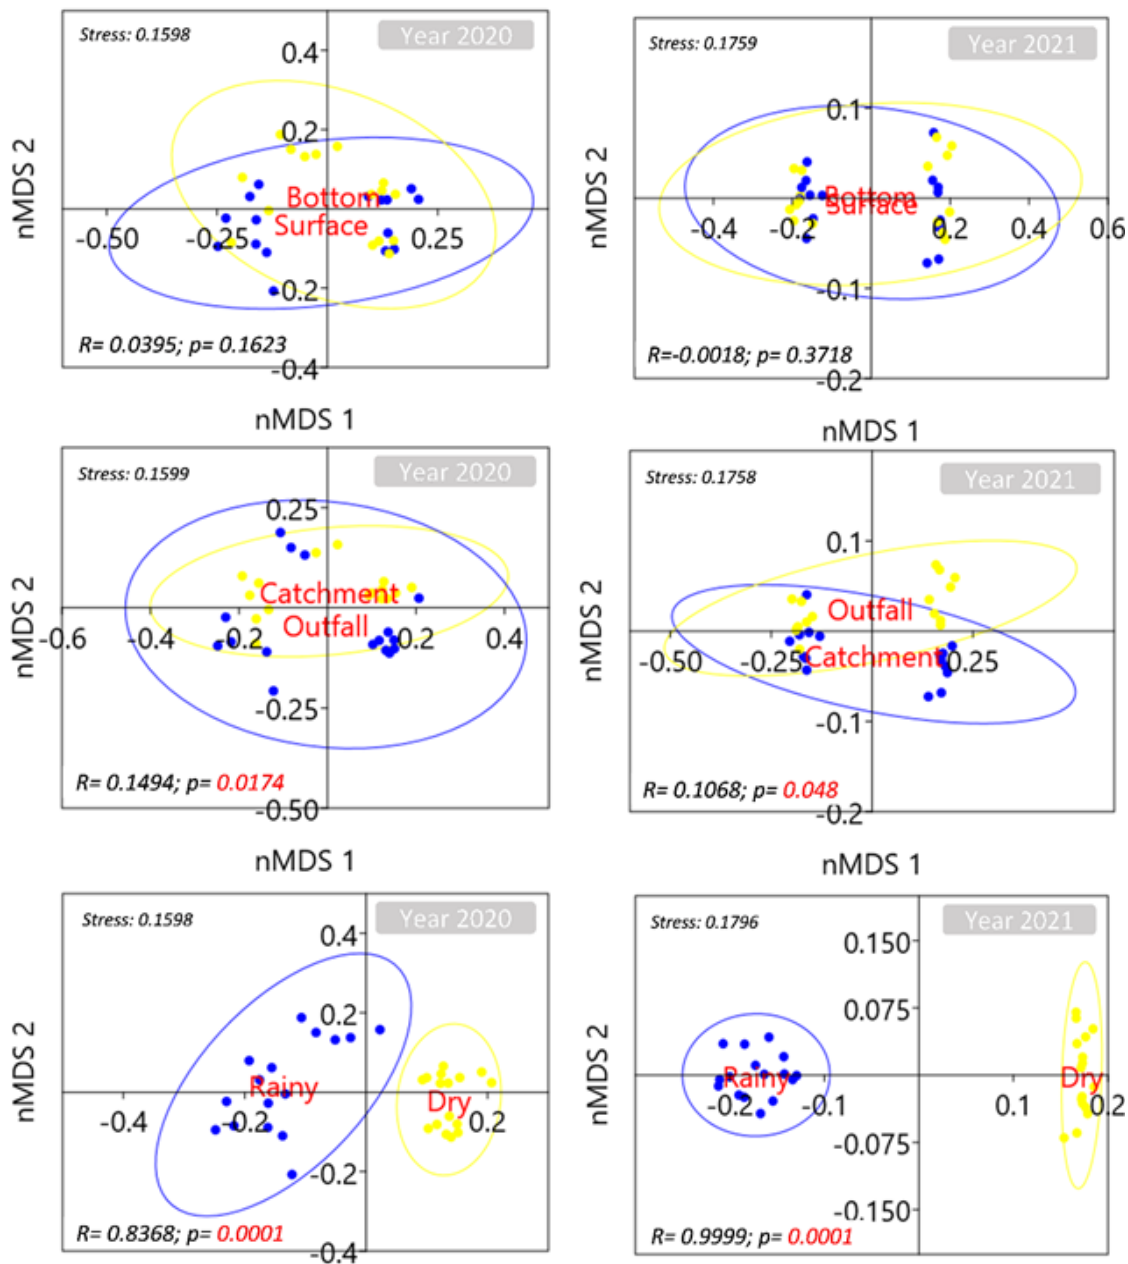 Stress: 0.1598
Year 2020
0.4
0.2
Bottom
Surface
-0.50
-0.25
0.25
-0.2
-0.4
nMDS 2
R= 0.0395; p= 0.1623
nMDS 1
Stress: 0.1759
Year 2021
0.1
Bottom
Surface
-0.4
-0.2
0.2
0.4
0.6
-0.1
-0.2
nMDS 2
R=-0.0018; p= 0.3718
nMDS 1
Stress: 0.1599
Year 2020
0.25
Catchment
Outfall
-0.6
-0.4
-0.2
0.2
0.4
-0.25
-0.50
nMDS 2
R= 0.1494; p= 0.0174
nMDS 1
Stress: 0.1758
Year 2021
0.1
Outfall
Catchment
-0.50
-0.25
0.25
-0.1
-0.2
nMDS 2
R= 0.1068; p= 0.048
nMDS 1
Stress: 0.1598
Year 2020
0.4
0.2
Rainy
Dry
-0.4
-0.2
0.2
-0.2
-0.4
nMDS 2
R= 0.8368; p= 0.0001
Stress: 0.1796
Year 2021
0.150
0.075
Rainy
Dry
-0.2
-0.1
0.1
0.2
-0.075
-0.150
nMDS 2
R= 0.9999; p= 0.0001